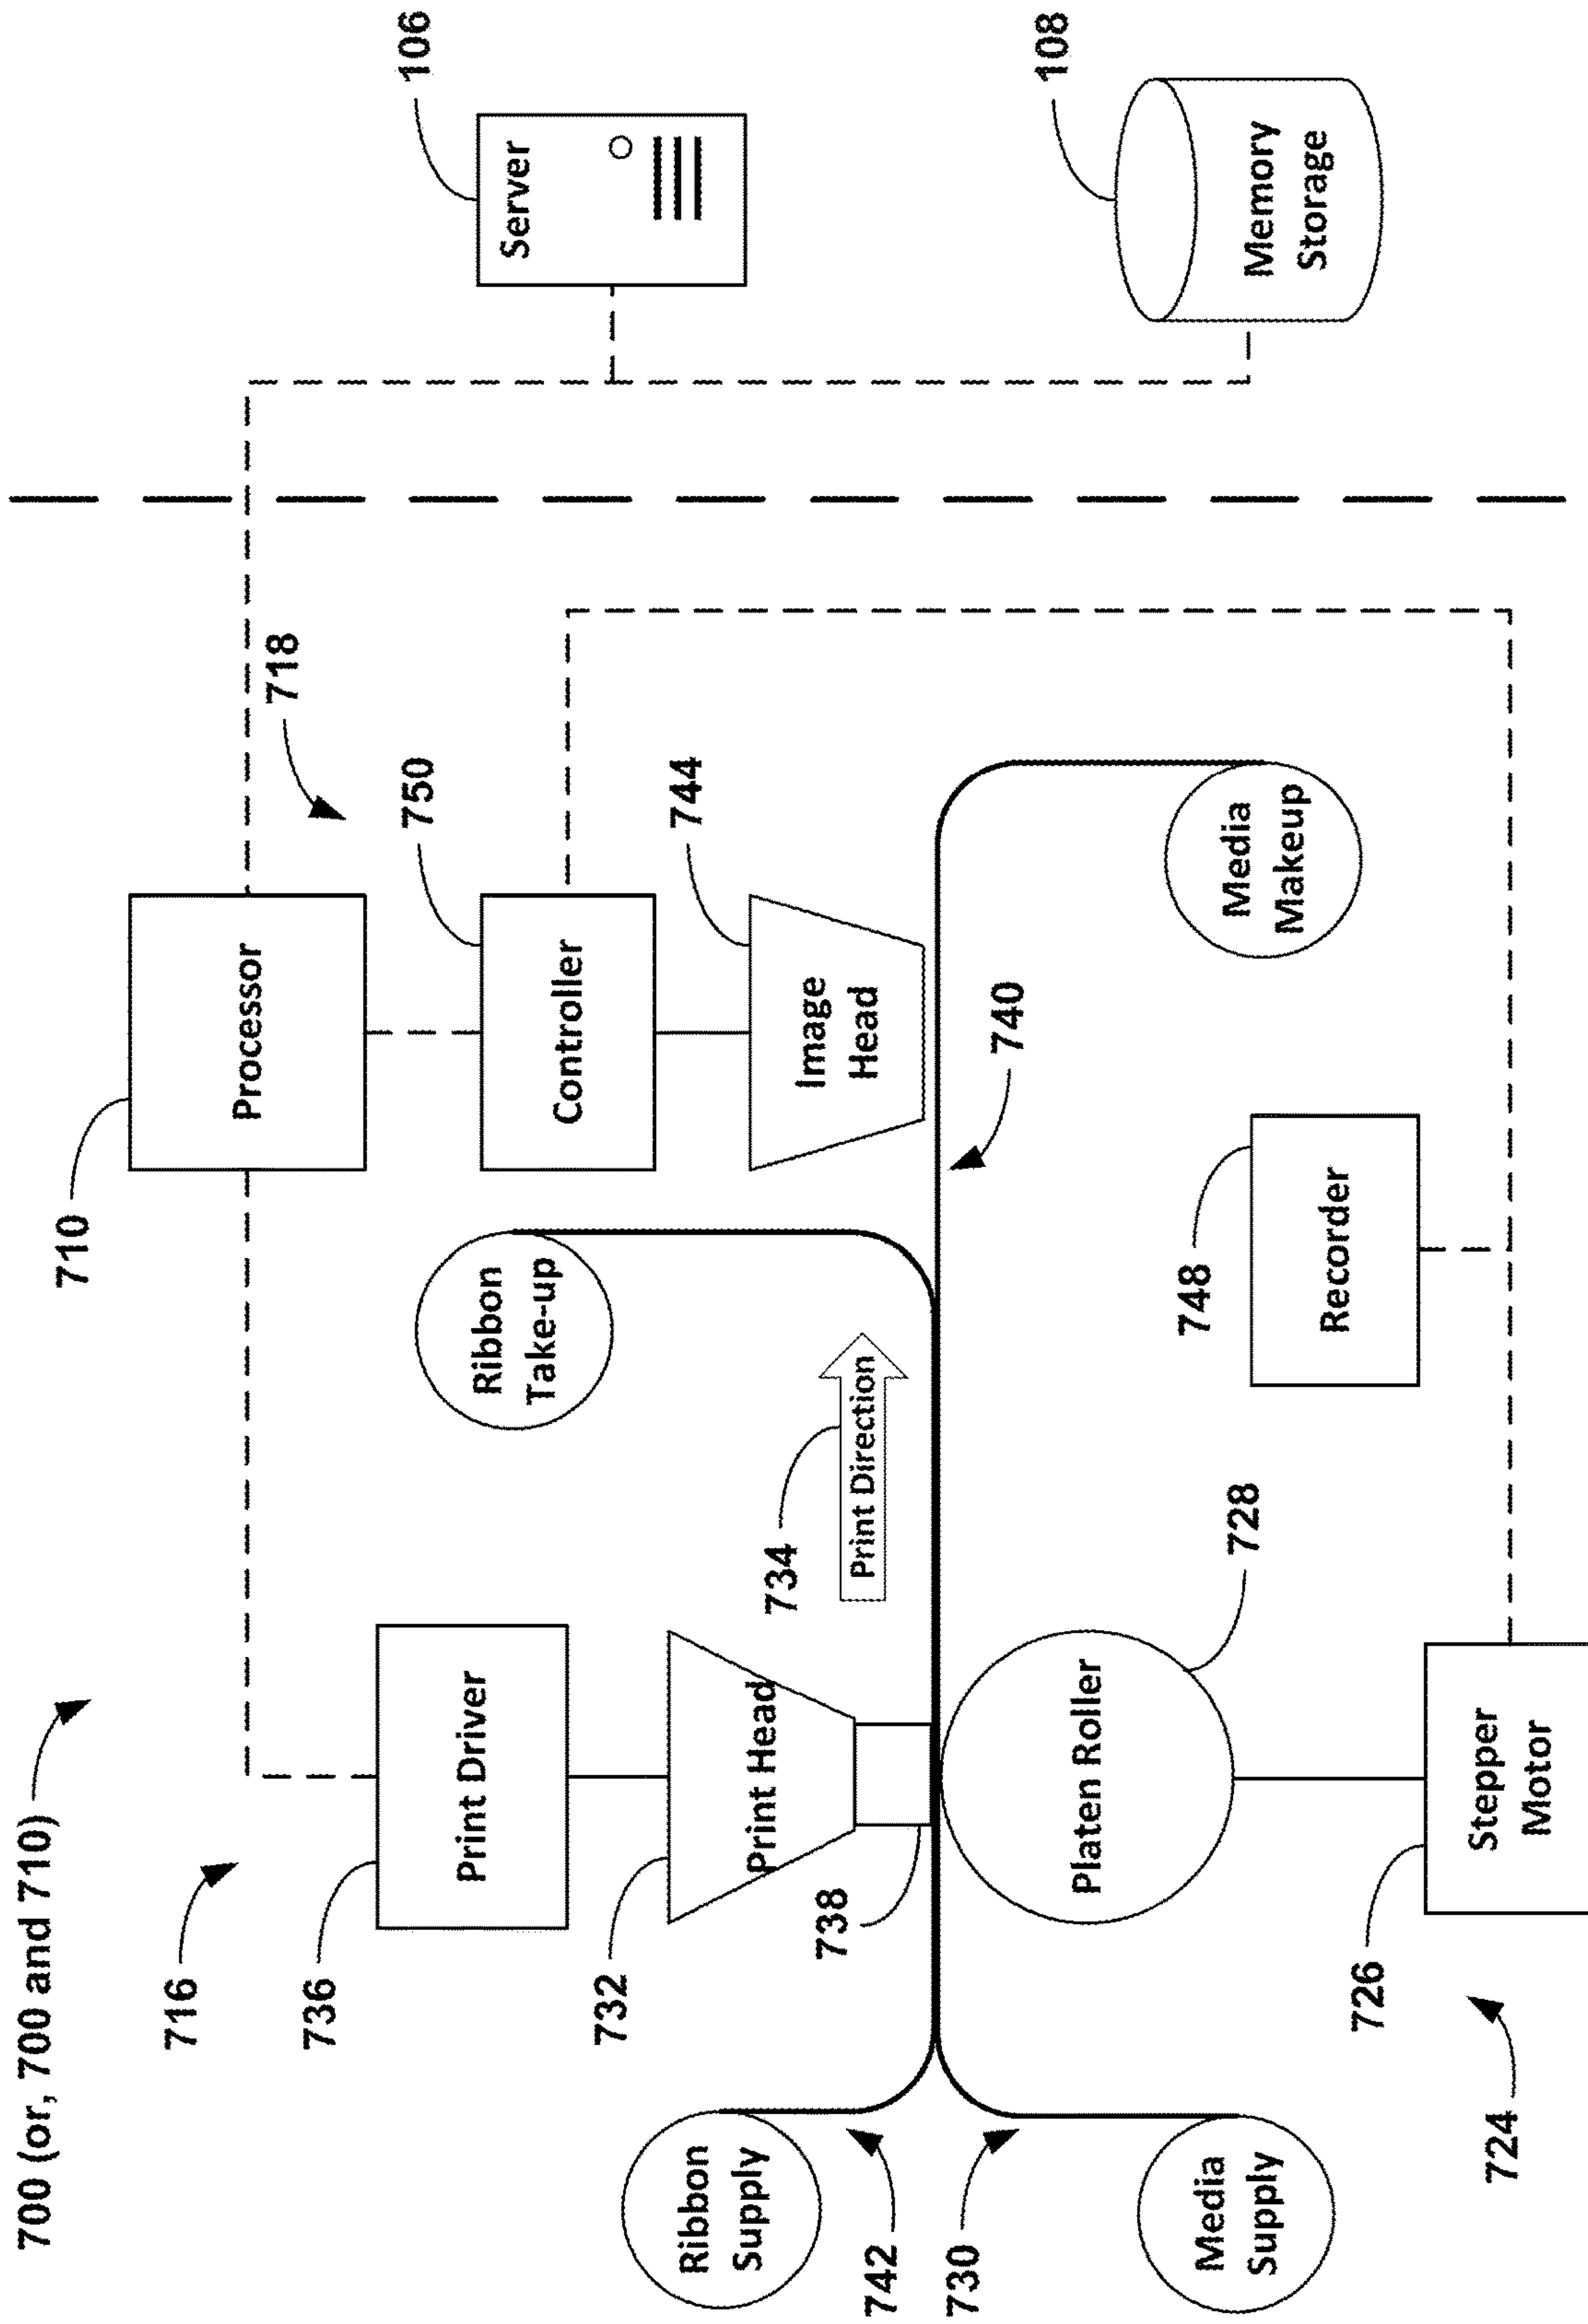 700 (or, 700 and 710)
716
736
Print Driver
732
Print Head
738
734
Print Direction
Ribbon
Supply
742
730
Media
Supply
Platen Roller
728
726
Stepper
Motor
724
Ribbon
Take-up
710
Processor
718
750
Controller
744
Image
Head
740
748
Recorder
Media
Makeup
106
Server
108
Memory
Storage